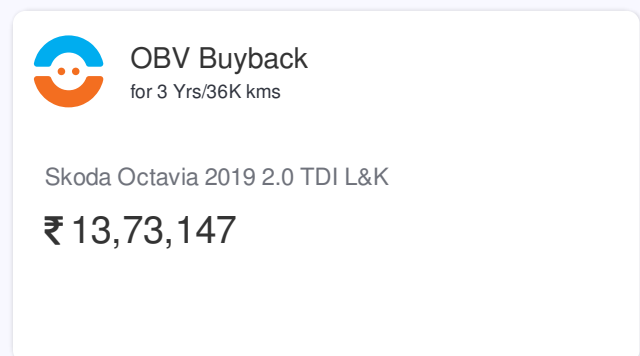 OBV Buyback
for 3 Yrs/36K kms
Skoda Octavia 2019 2.0 TDI L&K
₹ 13,73,147